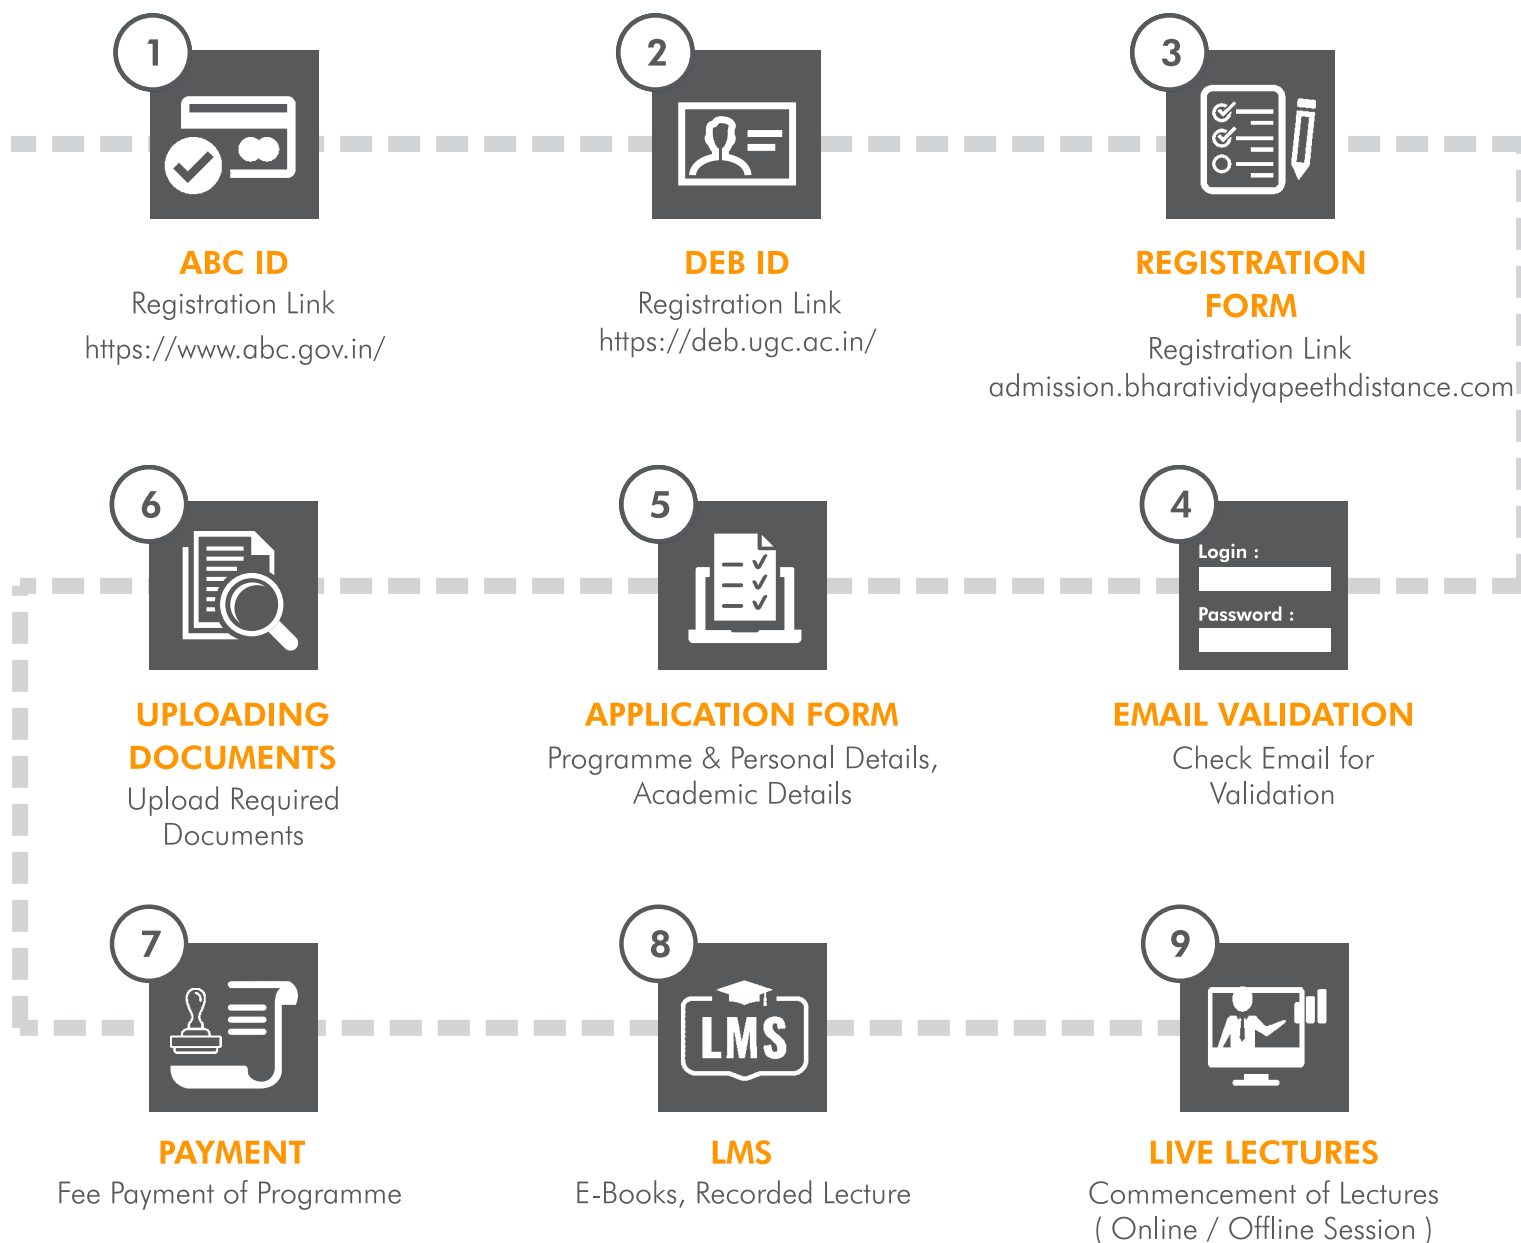 1
ABC ID
Registration Link
https://www.abc.gov.in/
2
DEB ID
Registration Link
https://deb.ugc.ac.in/
3
REGISTRATION
FORM
Registration Link
admission.bharatividyapeethdistance.com
4
Login :
Password :
EMAIL VALIDATION
Check Email for
Validation
5
APPLICATION FORM
Programme & Personal Details,
Academic Details
6
UPLOADING
DOCUMENTS
Upload Required
Documents
7
PAYMENT
Fee Payment of Programme
8
LMS
LMS
E-Books, Recorded Lecture
9
LIVE LECTURES
Commencement of Lectures
( Online / Offline Session )